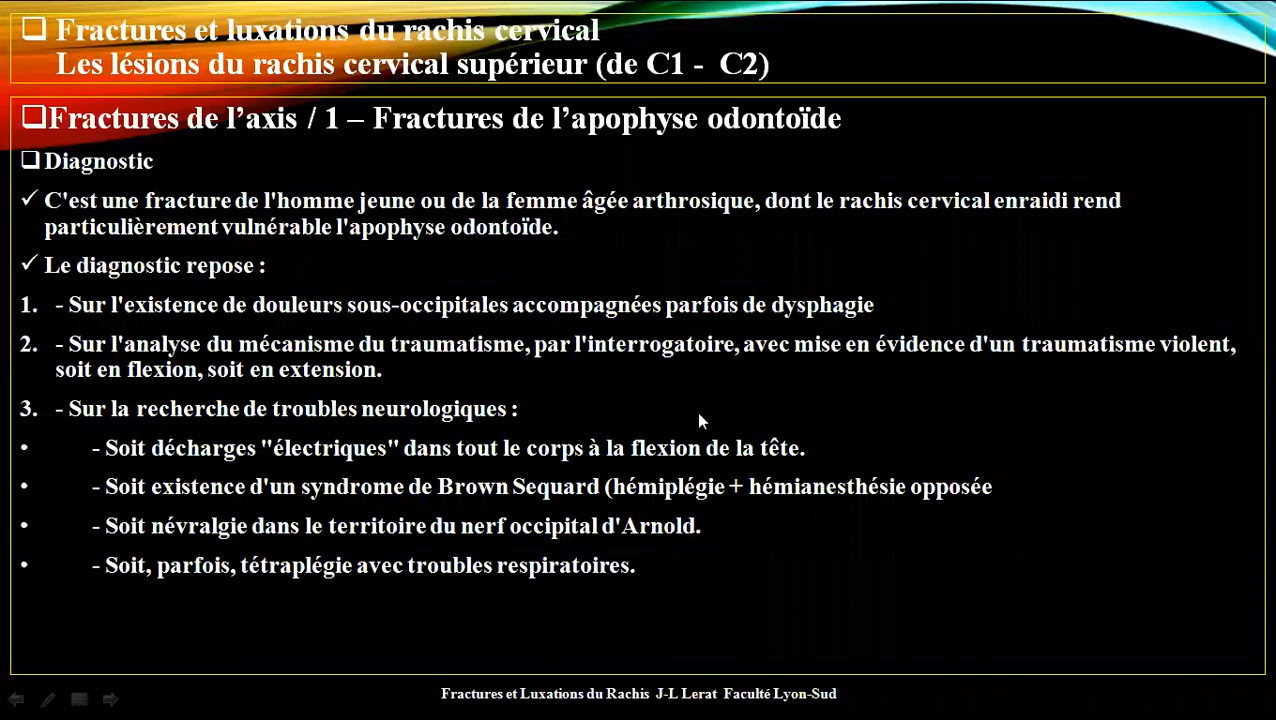 ❑ Fractures et luxations du rachis cervical
Les lésions du rachis cervical supérieur (de C1 - C2)
❑Fractures de l’axis / 1 – Fractures de l’apophyse odontoïde
❑ Diagnostic
✓ C'est une fracture de l'homme jeune ou de la femme âgée arthrosique, dont le rachis cervical enraidi rend
particulièrement vulnérable l'apophyse odontoïde.
✓ Le diagnostic repose :
1. - Sur l'existence de douleurs sous-occipitales accompagnées parfois de dysphagie
2. - Sur l'analyse du mécanisme du traumatisme, par l'interrogatoire, avec mise en évidence d'un traumatisme violent,
soit en flexion, soit en extension.
3. - Sur la recherche de troubles neurologiques :
• - Soit décharges "électriques" dans tout le corps à la flexion de la tête.
• - Soit existence d'un syndrome de Brown Sequard (hémiplégie + hémianesthésie opposée
• - Soit névralgie dans le territoire du nerf occipital d'Arnold.
• - Soit, parfois, tétraplégie avec troubles respiratoires.
Fractures et Luxations du Rachis J-L Lerat Faculté Lyon-Sud